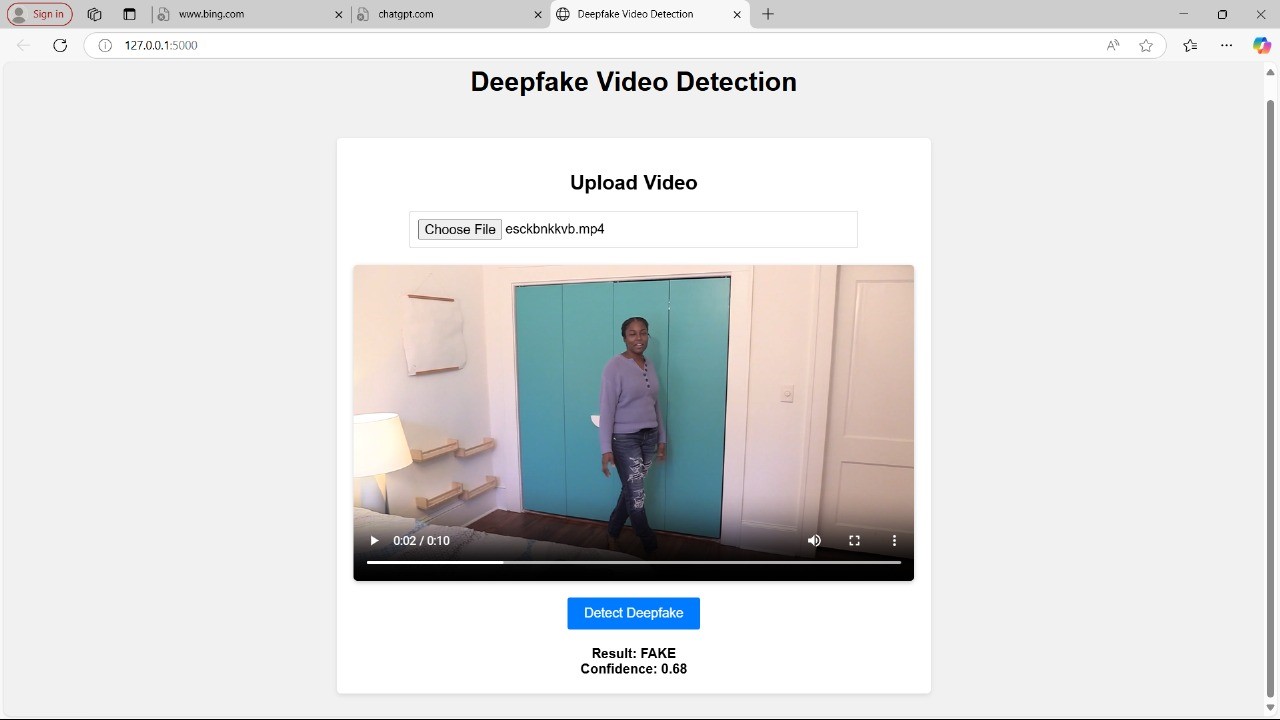 Sign in
www.bing.com
chatgpt.com
Deepfake Video Detection
127.0.0.1:5000
Deepfake Video Detection
Upload Video
Choose File esckbnkkvb.mp4
0:02 / 0:10
Detect Deepfake
Result: FAKE
Confidence: 0.68